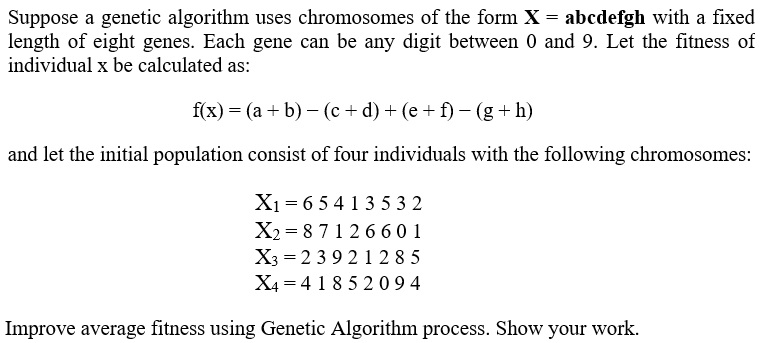 Suppose a genetic algorithm uses chromosomes of the form X = abcdefgh with a fixed
length of eight genes. Each gene can be any digit between 0 and 9. Let the fitness of
individual x be calculated as:
f(x) = (a + b) − (c + d) + (e + f) − (g + h)
and let the initial population consist of four individuals with the following chromosomes:
X₁ = 6 5 4 1 3 5 3 2
X₂ = 8 7 1 2 6 6 0 1
X₃ = 2 3 9 2 1 2 8 5
X₄ = 4 1 8 5 2 0 9 4
Improve average fitness using Genetic Algorithm process. Show your work.